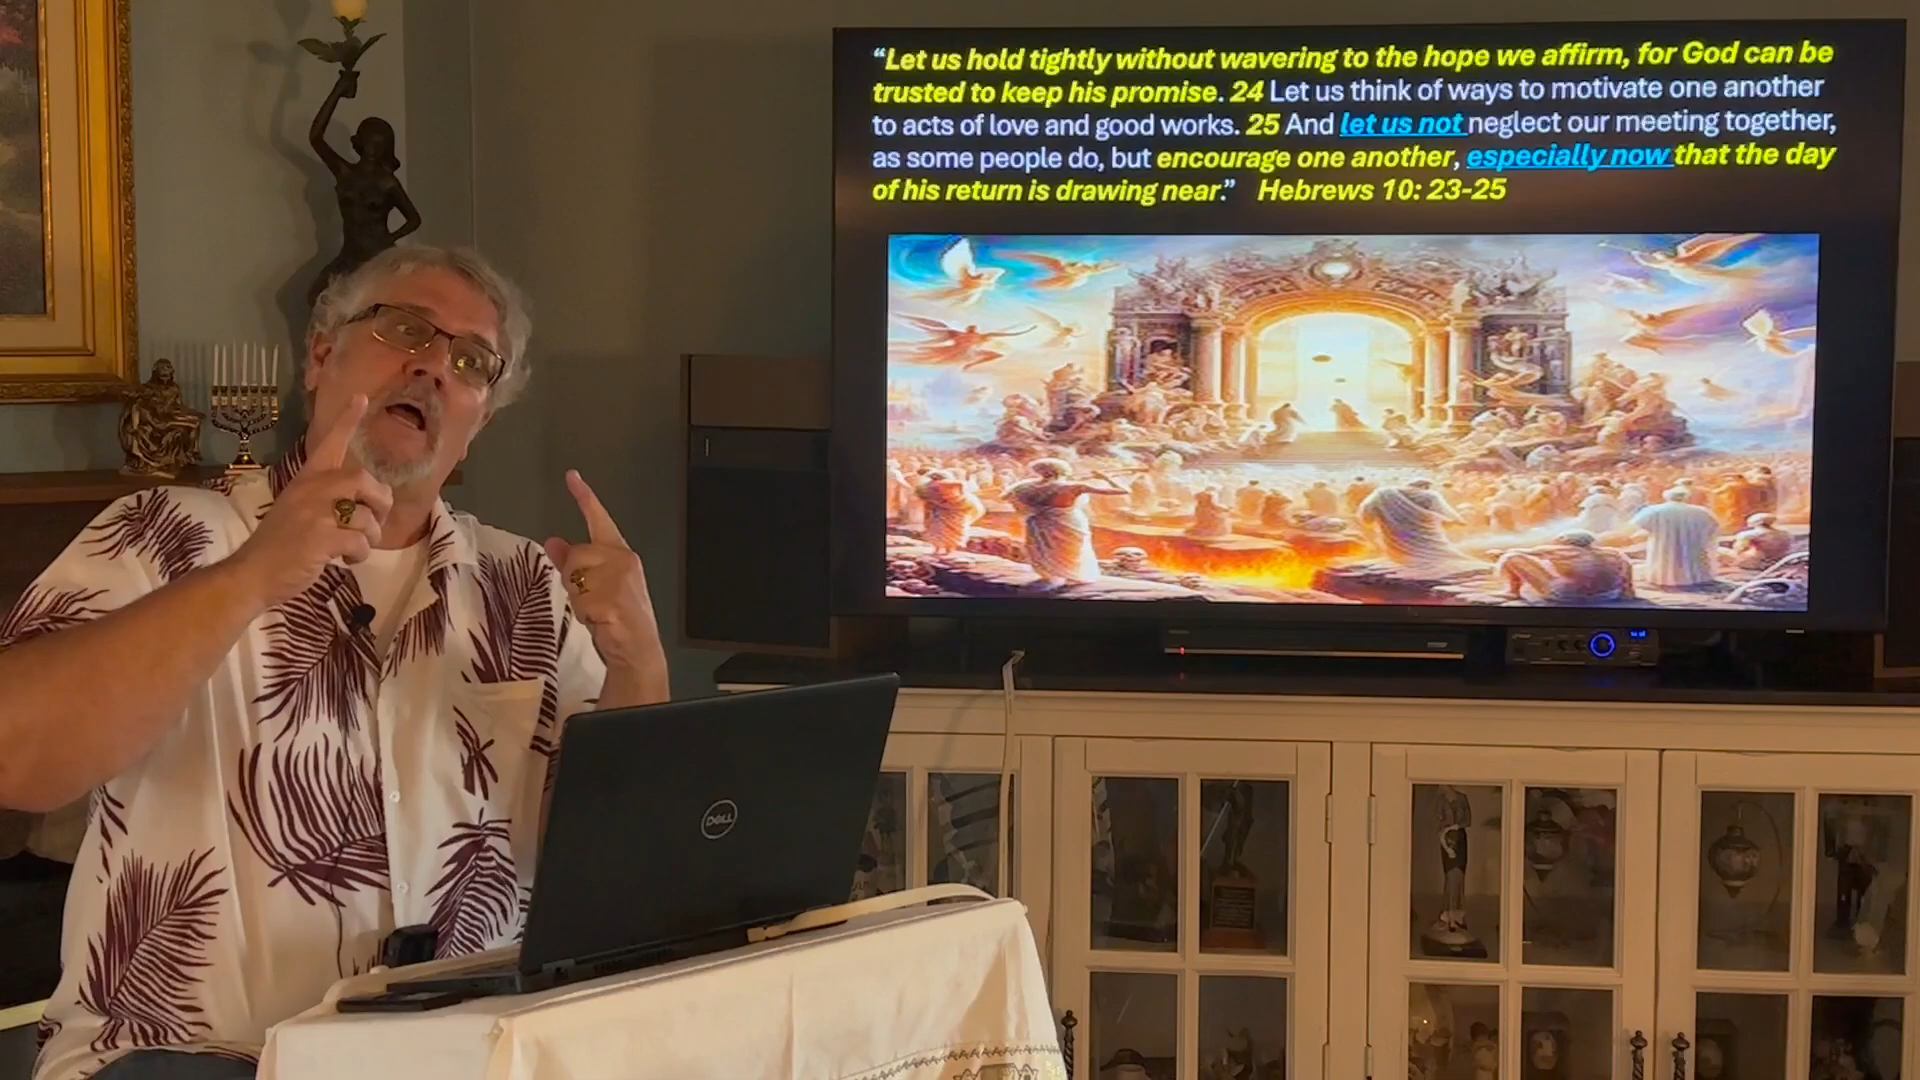 “Let us hold tightly without wavering to the hope we affirm, for God can be
trusted to keep his promise. 24 Let us think of ways to motivate one another
to acts of love and good works. 25 And let us not neglect our meeting together,
as some people do, but encourage one another, especially now that the day
of his return is drawing near.” Hebrews 10: 23-25
DELL